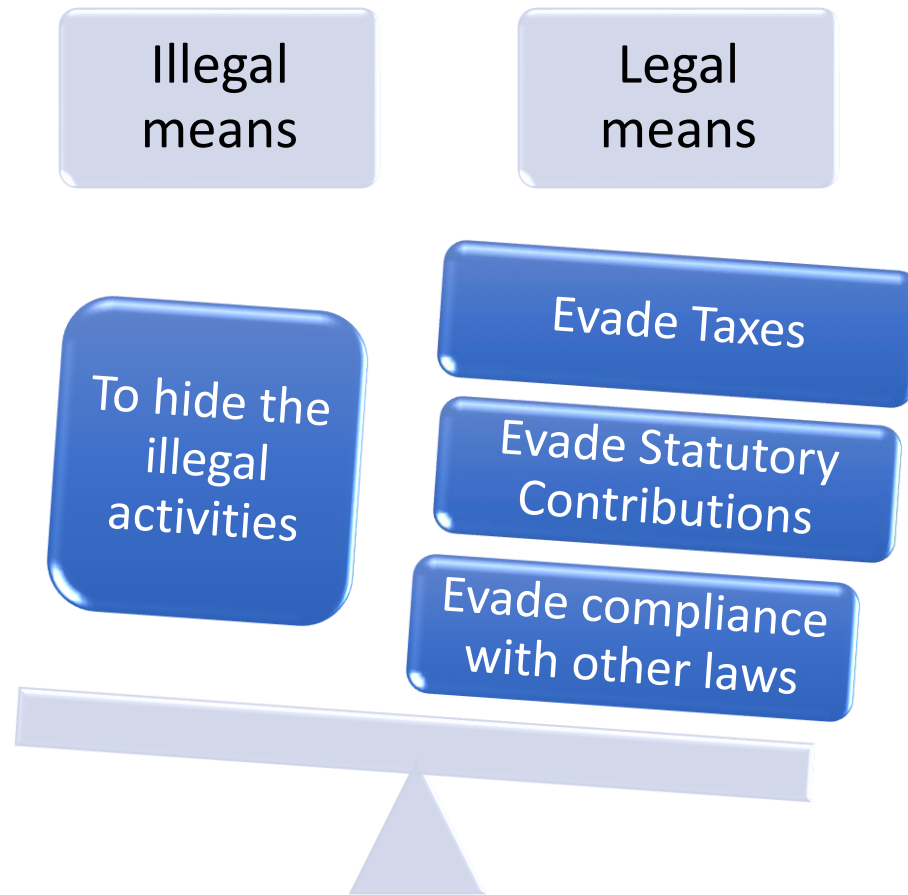 Illegal
means
Legal
means
To hide the
illegal
activities
Evade Taxes
Evade Statutory
Contributions
Evade compliance
with other laws